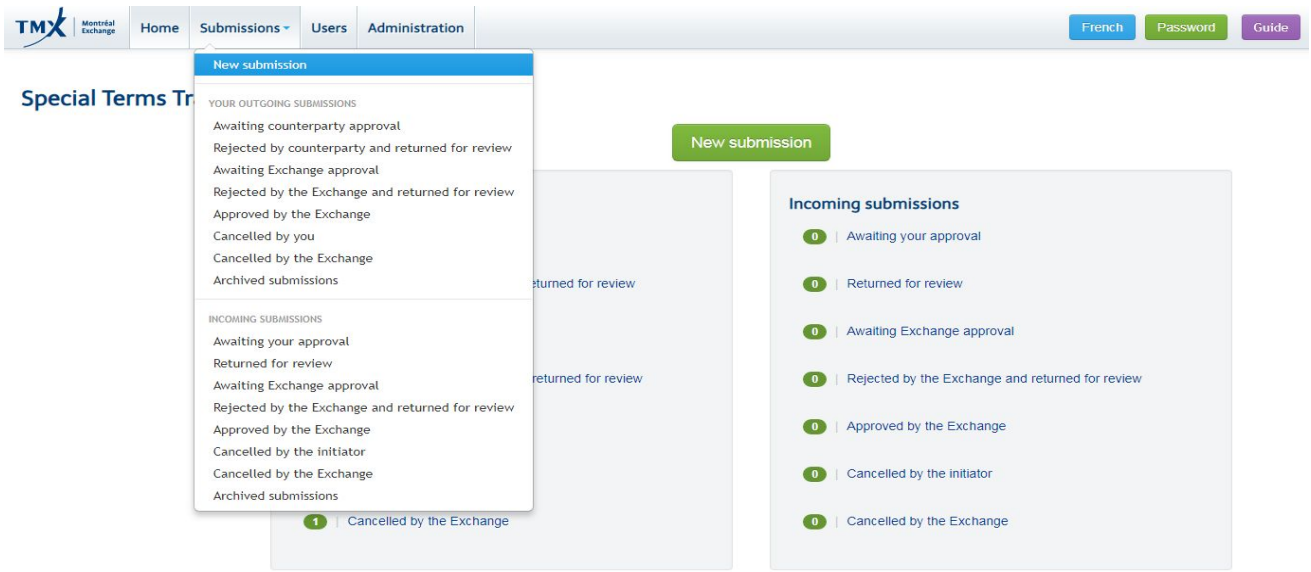 TMX Montréal Exchange Home Submissions Users Administration French Password Guide
New submission
Special Terms
YOUR OUTGOING SUBMISSIONS
Awaiting counterparty approval
Rejected by counterparty and returned for review
Awaiting Exchange approval
Rejected by the Exchange and returned for review
Approved by the Exchange
Cancelled by you
Cancelled by the Exchange
Archived submissions
INCOMING SUBMISSIONS
Awaiting your approval
Returned for review
Awaiting Exchange approval
Rejected by the Exchange and returned for review
Approved by the Exchange
Cancelled by the initiator
Cancelled by the Exchange
Archived submissions
New submission
returned for review
returned for review
1 | Cancelled by the Exchange
Incoming submissions
0 | Awaiting your approval
0 | Returned for review
0 | Awaiting Exchange approval
0 | Rejected by the Exchange and returned for review
0 | Approved by the Exchange
0 | Cancelled by the initiator
0 | Cancelled by the Exchange